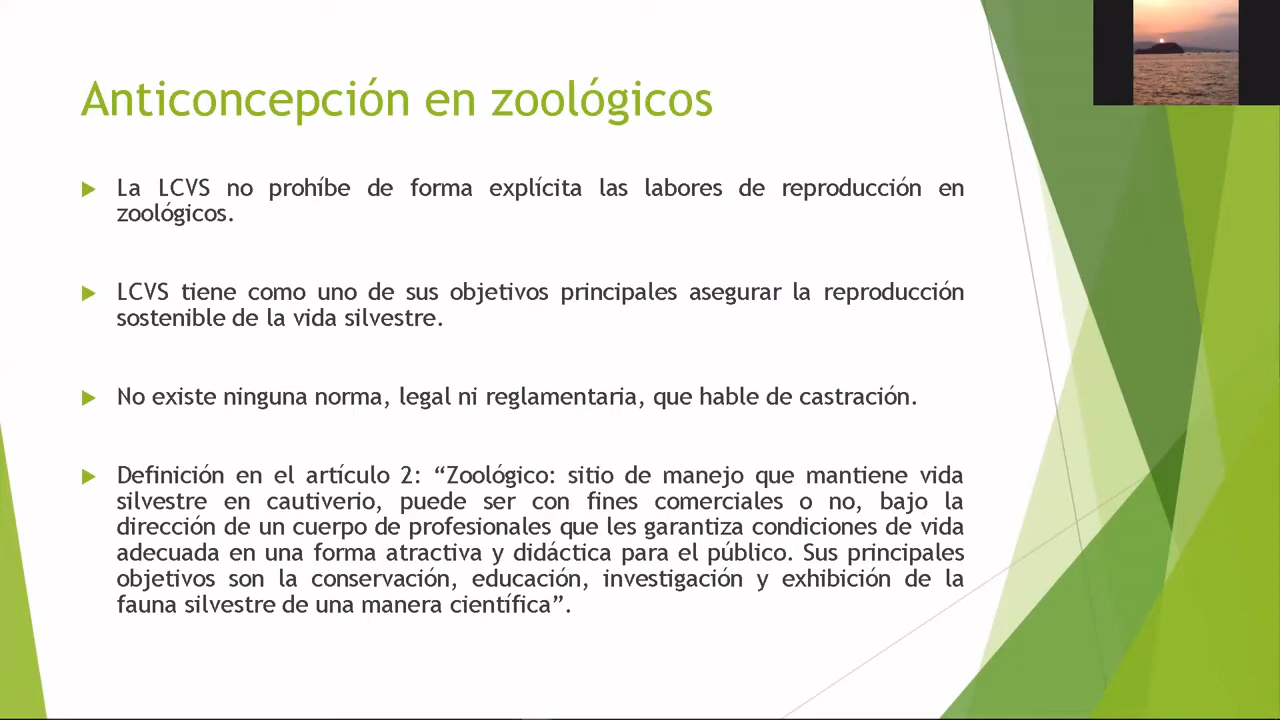 Anticoncepción en zoológicos
La LCVS no prohíbe de forma explícita las labores de reproducción en
zoológicos.
LCVS tiene como uno de sus objetivos principales asegurar la reproducción
sostenible de la vida silvestre.
No existe ninguna norma, legal ni reglamentaria, que hable de castración.
Definición en el artículo 2: “Zoológico: sitio de manejo que mantiene vida
silvestre en cautiverio, puede ser con fines comerciales o no, bajo la
dirección de un cuerpo de profesionales que les garantiza condiciones de vida
adecuada en una forma atractiva y didáctica para el público. Sus principales
objetivos son la conservación, educación, investigación y exhibición de la
fauna silvestre de una manera científica”.